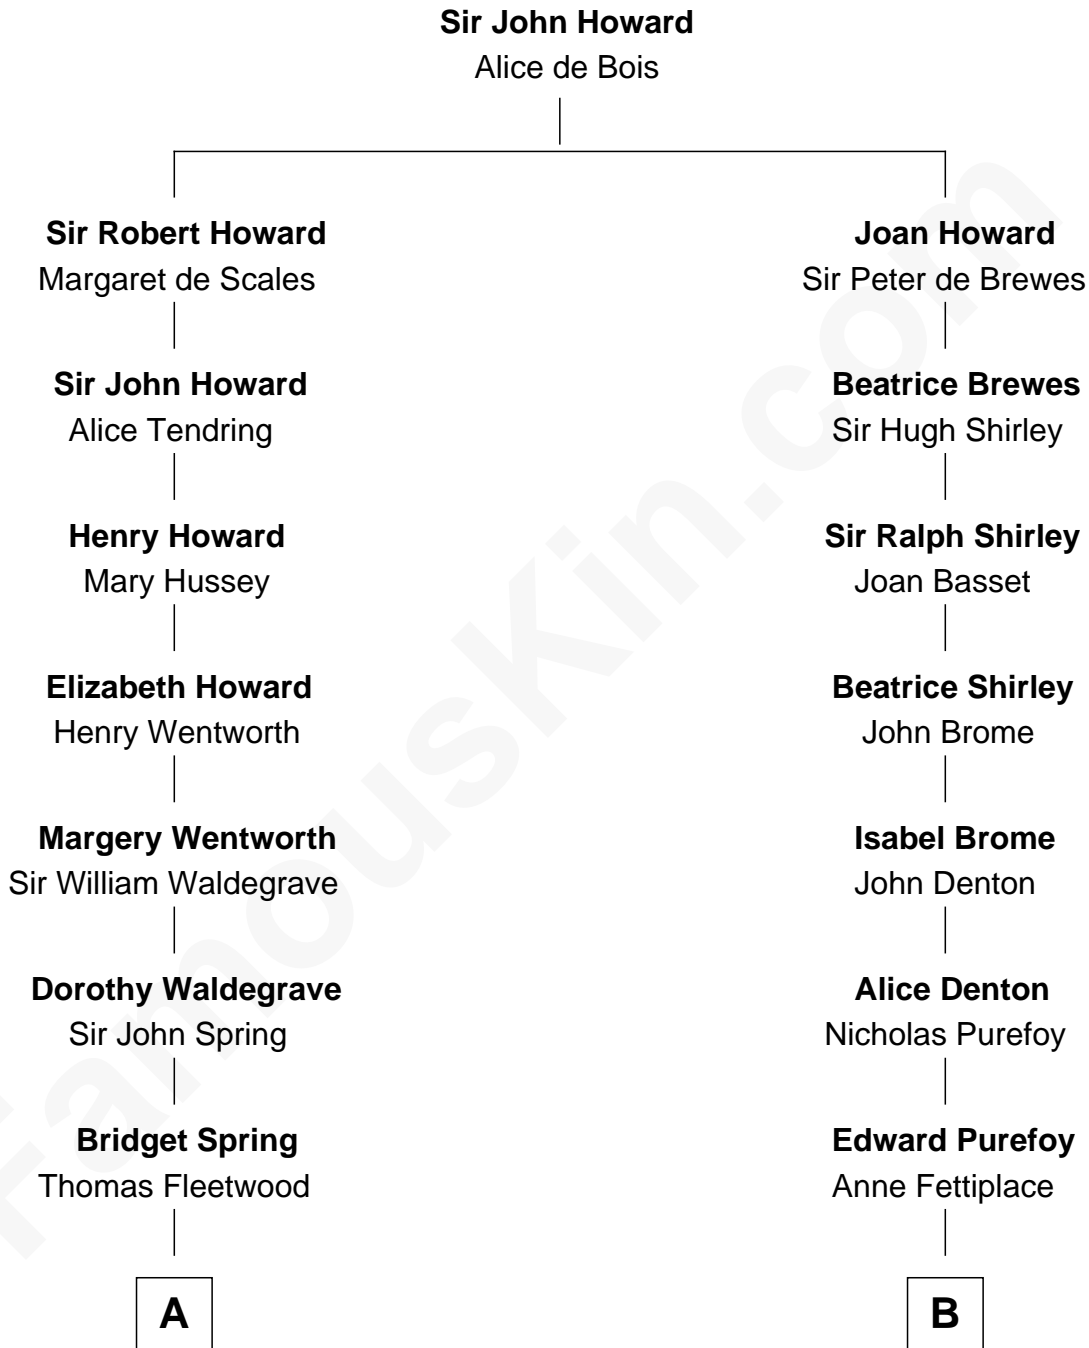 Sir John Howard
Alice de Bois
Sir Robert Howard
Margaret de Scales
Joan Howard
Sir Peter de Brewes
Sir John Howard
Alice Tendring
Beatrice Brewes
Sir Hugh Shirley
Henry Howard
Mary Hussey
Sir Ralph Shirley
Joan Basset
Elizabeth Howard
Henry Wentworth
Beatrice Shirley
John Brome
Margery Wentworth
Sir William Waldegrave
Isabel Brome
John Denton
Dorothy Waldegrave
Sir John Spring
Alice Denton
Nicholas Purefoy
Bridget Spring
Thomas Fleetwood
Edward Purefoy
Anne Fettiplace
A
B
FamousKin.com